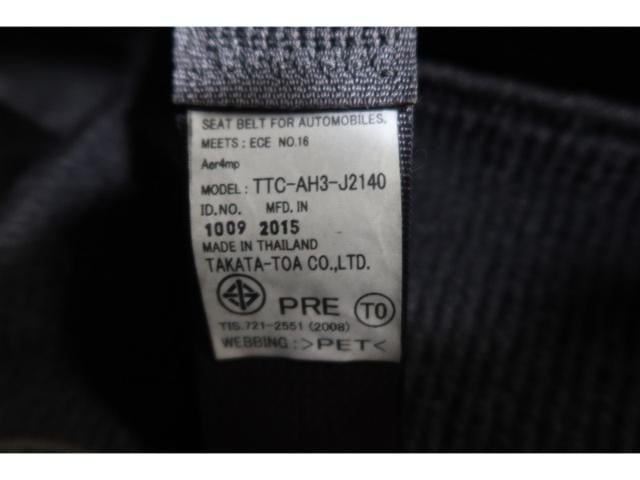 SEAT BELT FOR AUTOMOBILES.
MEETS : ECE NO.16
Aer4mp
MODEL : TTC-AH3-J2140
ID.NO. MFD. IN
1009 2015
MADE IN THAILAND
TAKATA-TOA CO.,LTD.
PRE TO
TIS.721-2551 (2008)
WEBBING : >PET<